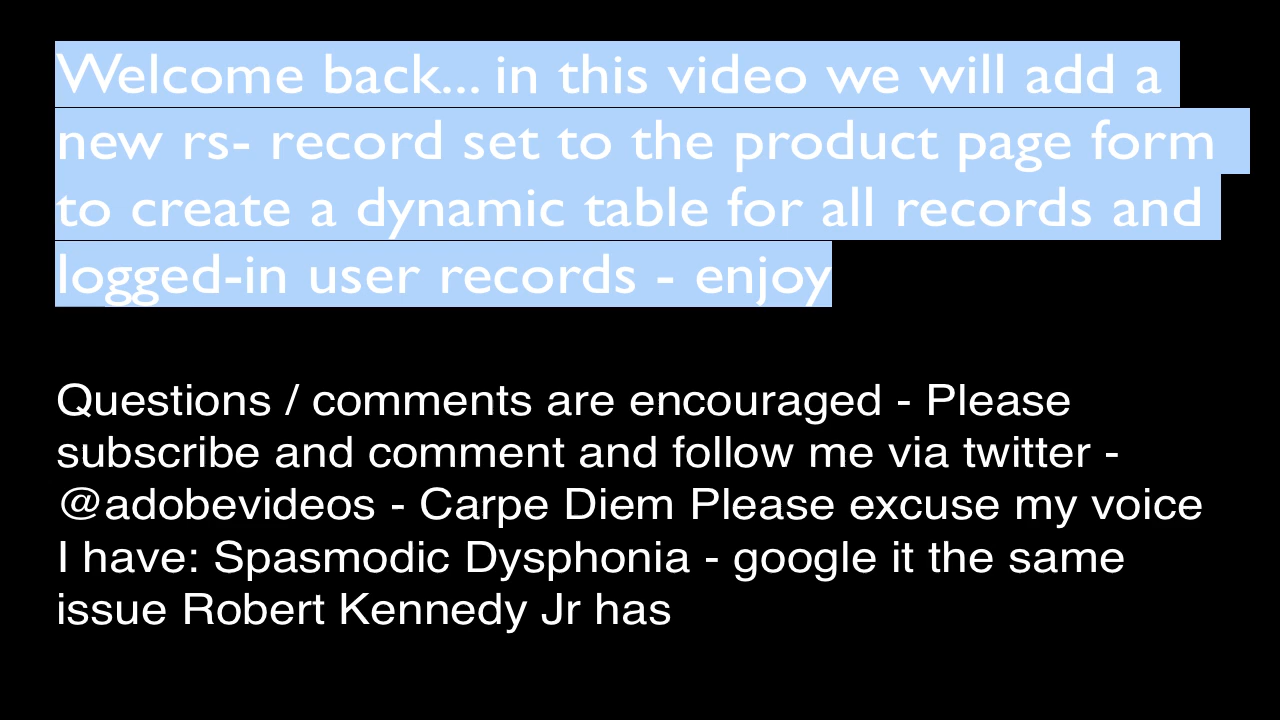 Welcome back... in this video we will add a
new rs- record set to the product page form
to create a dynamic table for all records and
logged-in user records - enjoy
Questions / comments are encouraged - Please
subscribe and comment and follow me via twitter -
@adobevideos - Carpe Diem Please excuse my voice
I have: Spasmodic Dysphonia - google it the same
issue Robert Kennedy Jr has